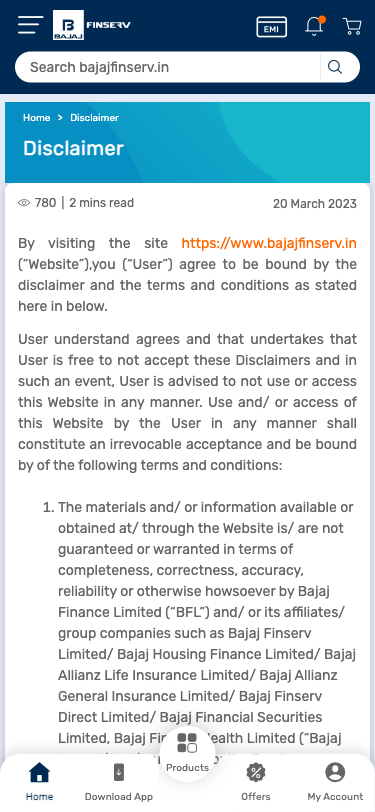 BAJAJ
FINSERV
EMI
Search bajajfinserv.in
Home > Disclaimer
Disclaimer
780 | 2 mins read
20 March 2023
By visiting the site https://www.bajajfinserv.in
(“Website”),you (“User”) agree to be bound by the
disclaimer and the terms and conditions as stated
here in below.
User understand agrees and that undertakes that
User is free to not accept these Disclaimers and in
such an event, User is advised to not use or access
this Website in any manner. Use and/ or access of
this Website by the User in any manner shall
constitute an irrevocable acceptance and be bound
by of the following terms and conditions:
1. The materials and/ or information available or
obtained at/ through the Website is/ are not
guaranteed or warranted in terms of
completeness, correctness, accuracy,
reliability or otherwise howsoever by Bajaj
Finance Limited (“BFL”) and/ or its affiliates/
group companies such as Bajaj Finserv
Limited/ Bajaj Housing Finance Limited/ Bajaj
Allianz Life Insurance Limited/ Bajaj Allianz
General Insurance Limited/ Bajaj Finserv
Direct Limited/ Bajaj Financial Securities
Limited, Bajaj Health Limited (“Bajaj
Home
Download App
Products
Offers
My Account